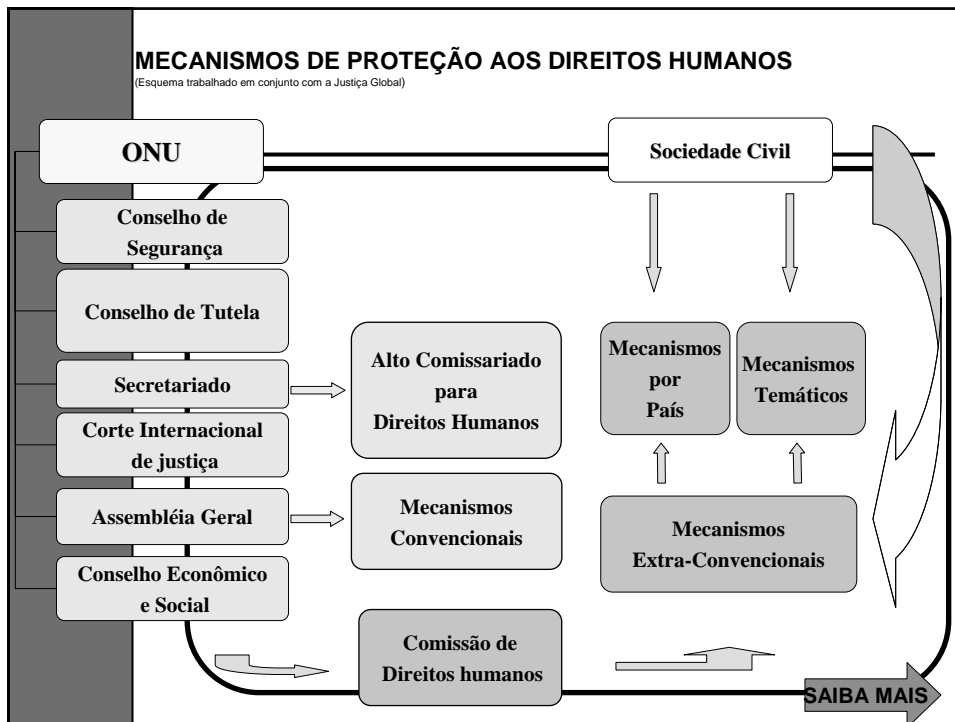 MECANISMOS DE PROTEÇÃO AOS DIREITOS HUMANOS
(Esquema trabalhado em conjunto com a Justiça Global)
ONU
Sociedade Civil
Conselho de
Segurança
Conselho de Tutela
Secretariado
Corte Internacional
de justiça
Assembléia Geral
Conselho Econômico
e Social
Alto Comissariado
para
Direitos Humanos
Mecanismos
Convencionais
Comissão de
Direitos humanos
Mecanismos
por
País
Mecanismos
Temáticos
Mecanismos
Extra-Convencionais
SAIBA MAIS